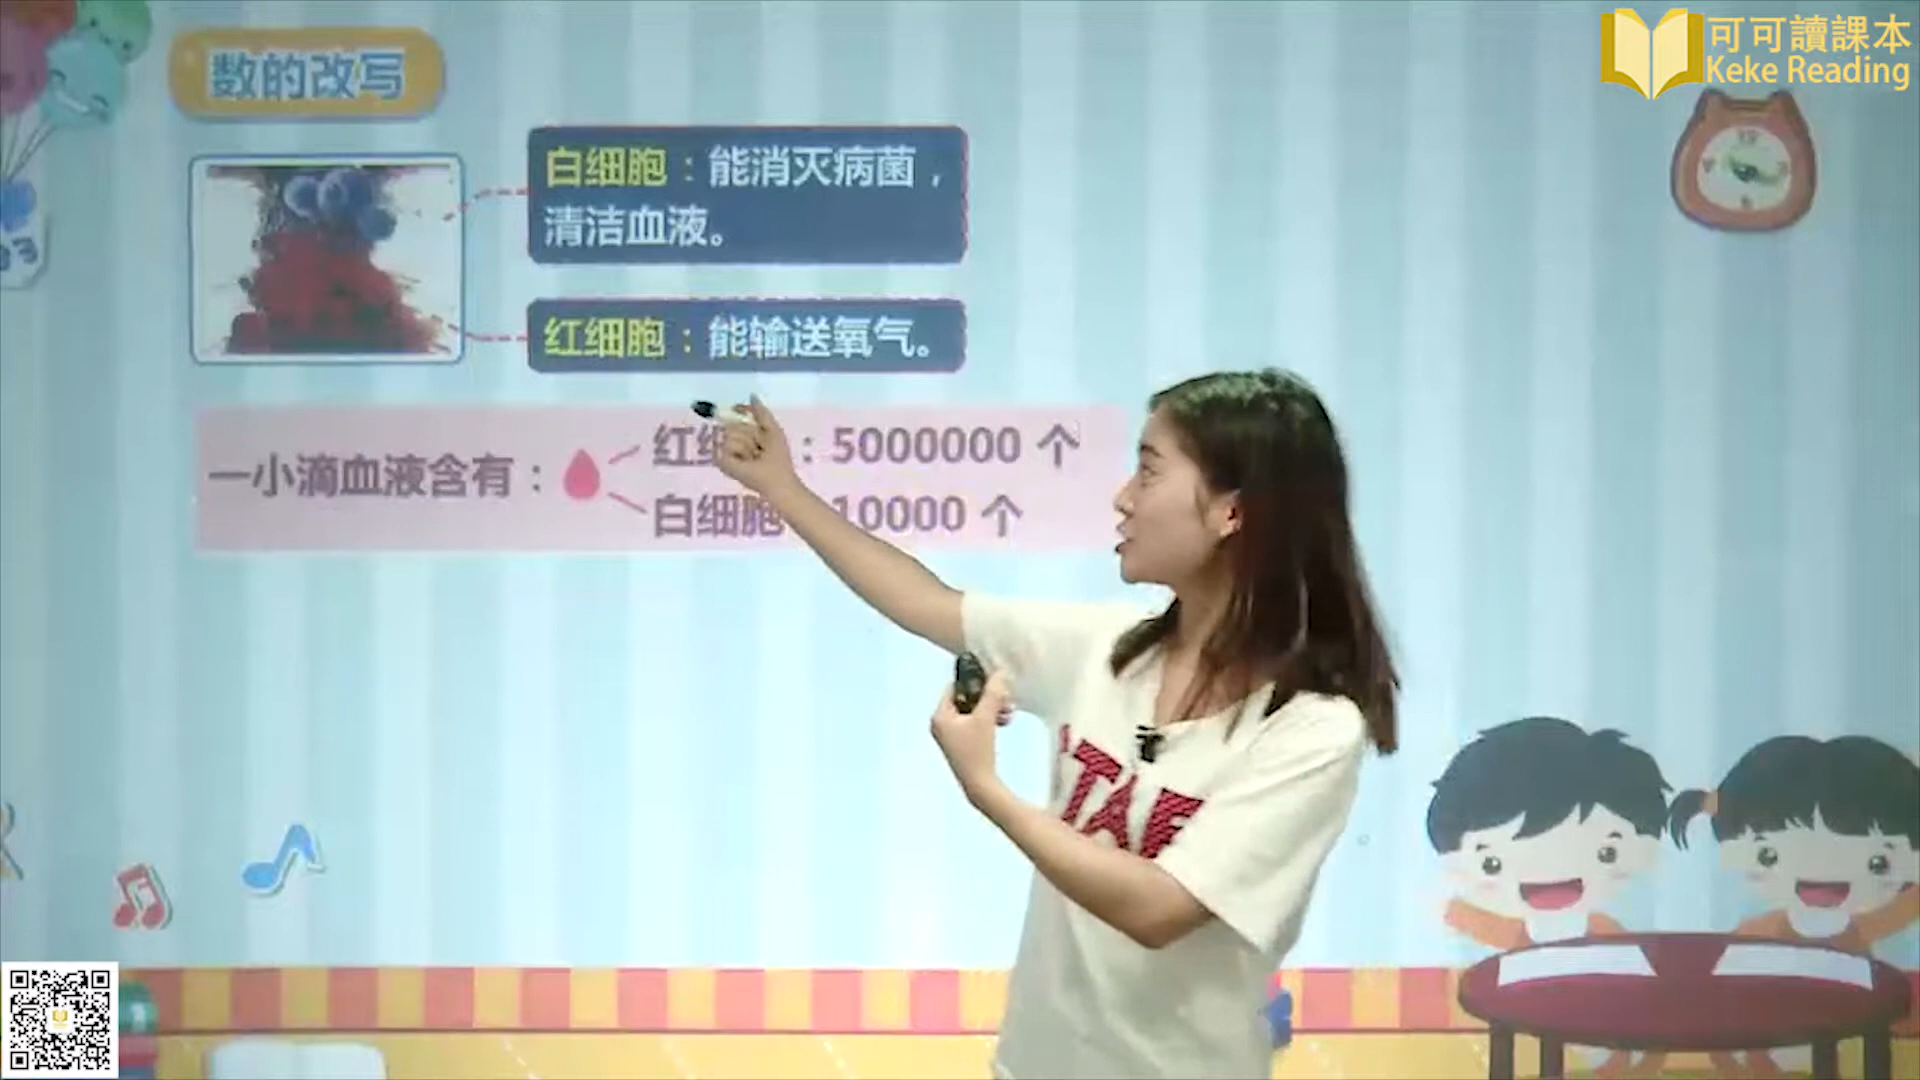 可可讀課本
Keke Reading
数的改写
白细胞：能消灭病菌，
清洁血液。
红细胞：能输送氧气。
一小滴血液含有：
红细：5000000 个
白细胞 10000 个